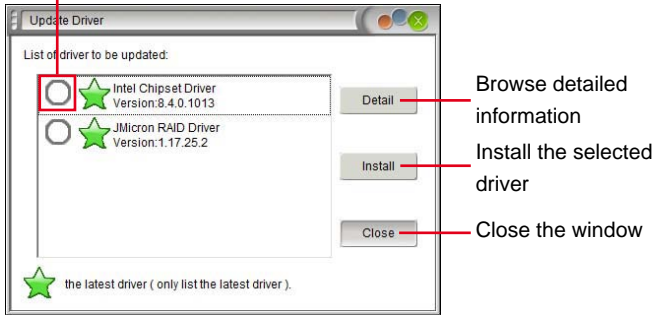 Update Driver
List of driver to be updated:
Intel Chipset Driver
Version:8.4.0.1013
JMicron RAID Driver
Version:1.17.25.2
Detail
Install
Close
the latest driver ( only list the latest driver ).
Browse detailed
information
Install the selected
driver
Close the window